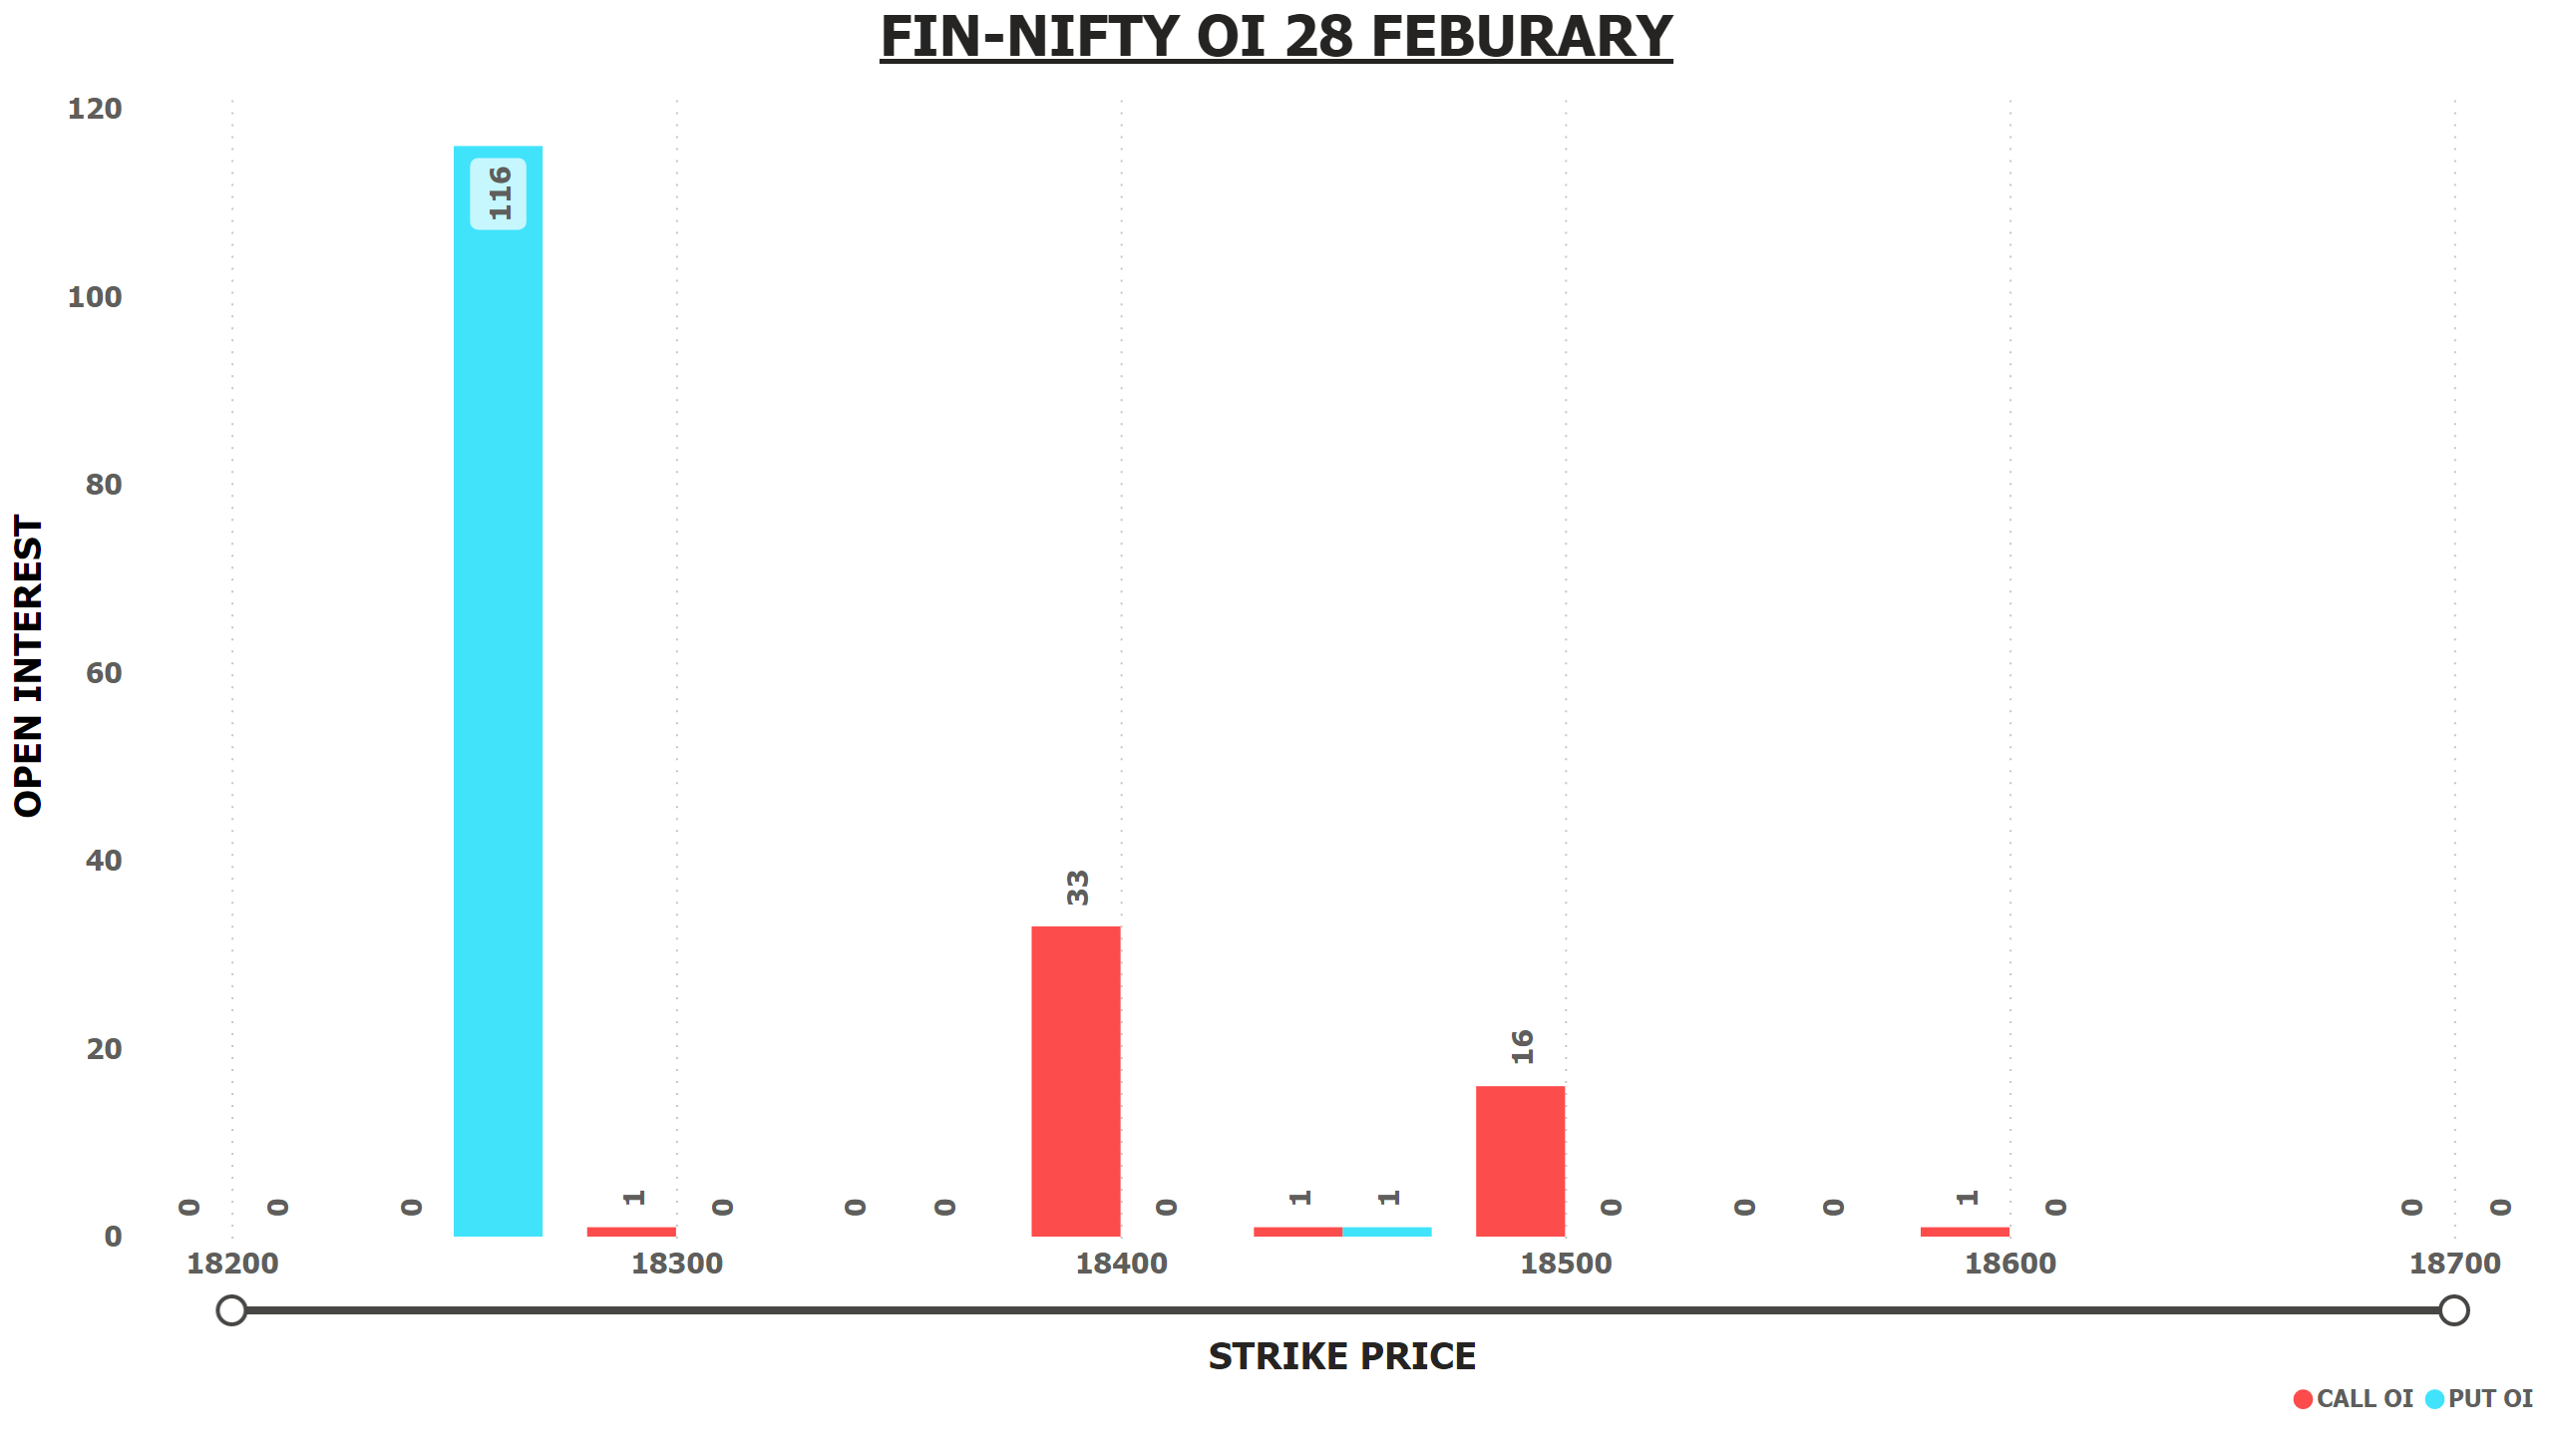 FIN-NIFTY OI 28 FEBURARY
120
100
80
60
40
20
0
OPEN INTEREST
0 0 0 116 1 0 0 0 33 0 1 1 16 0 0 0 1 0 0 0
18200 18300 18400 18500 18600 18700
STRIKE PRICE
CALL OI PUT OI